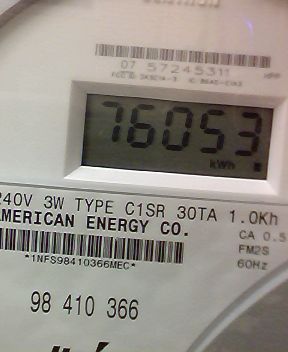 07 57245311
76053
kWh
240V 3W TYPE C1SR 30TA 1.0Kh
AMERICAN ENERGY CO.
CA 0.5
FM2S
*1NFS98410366MEC*
60Hz
98 410 366